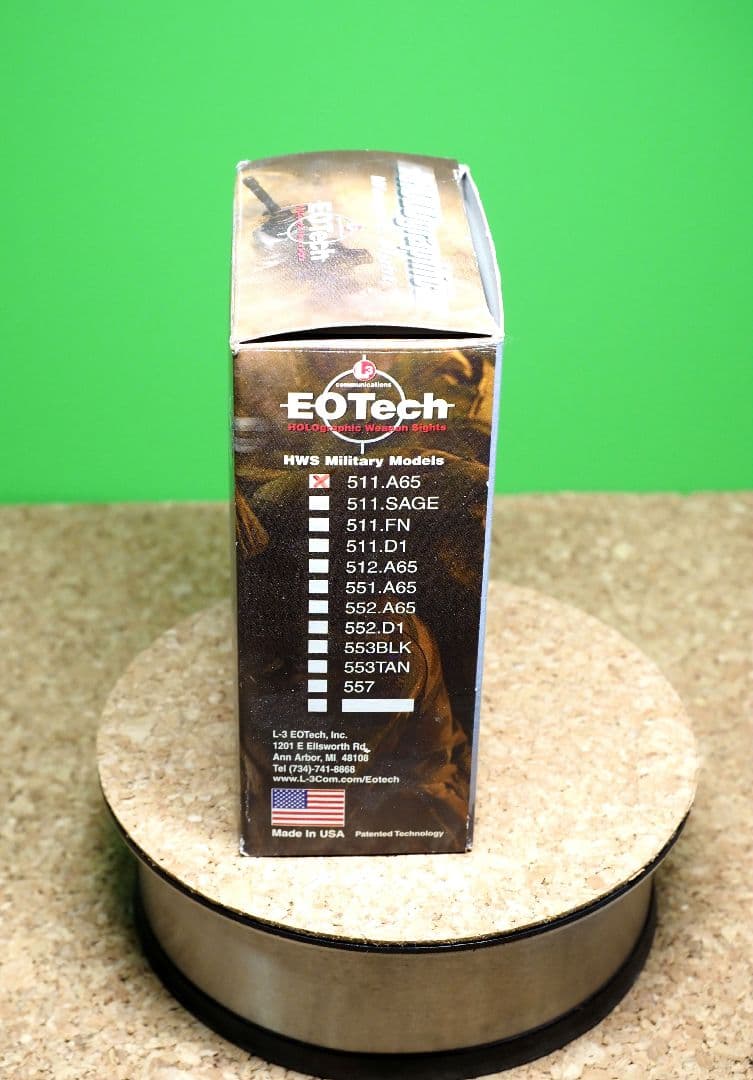 EOTech
L3
communications
EOTech
HOLOgraphic Weapon Sights
HWS Military Models
511.A65
511.SAGE
511.FN
511.D1
512.A65
551.A65
552.A65
552.D1
553BLK
553TAN
557
L-3 EOTech, Inc.
1201 E Ellsworth Rd.
Ann Arbor, MI 48108
Tel (734)-741-8868
www.L-3Com.com/Eotech
Made In USA Patented Technology